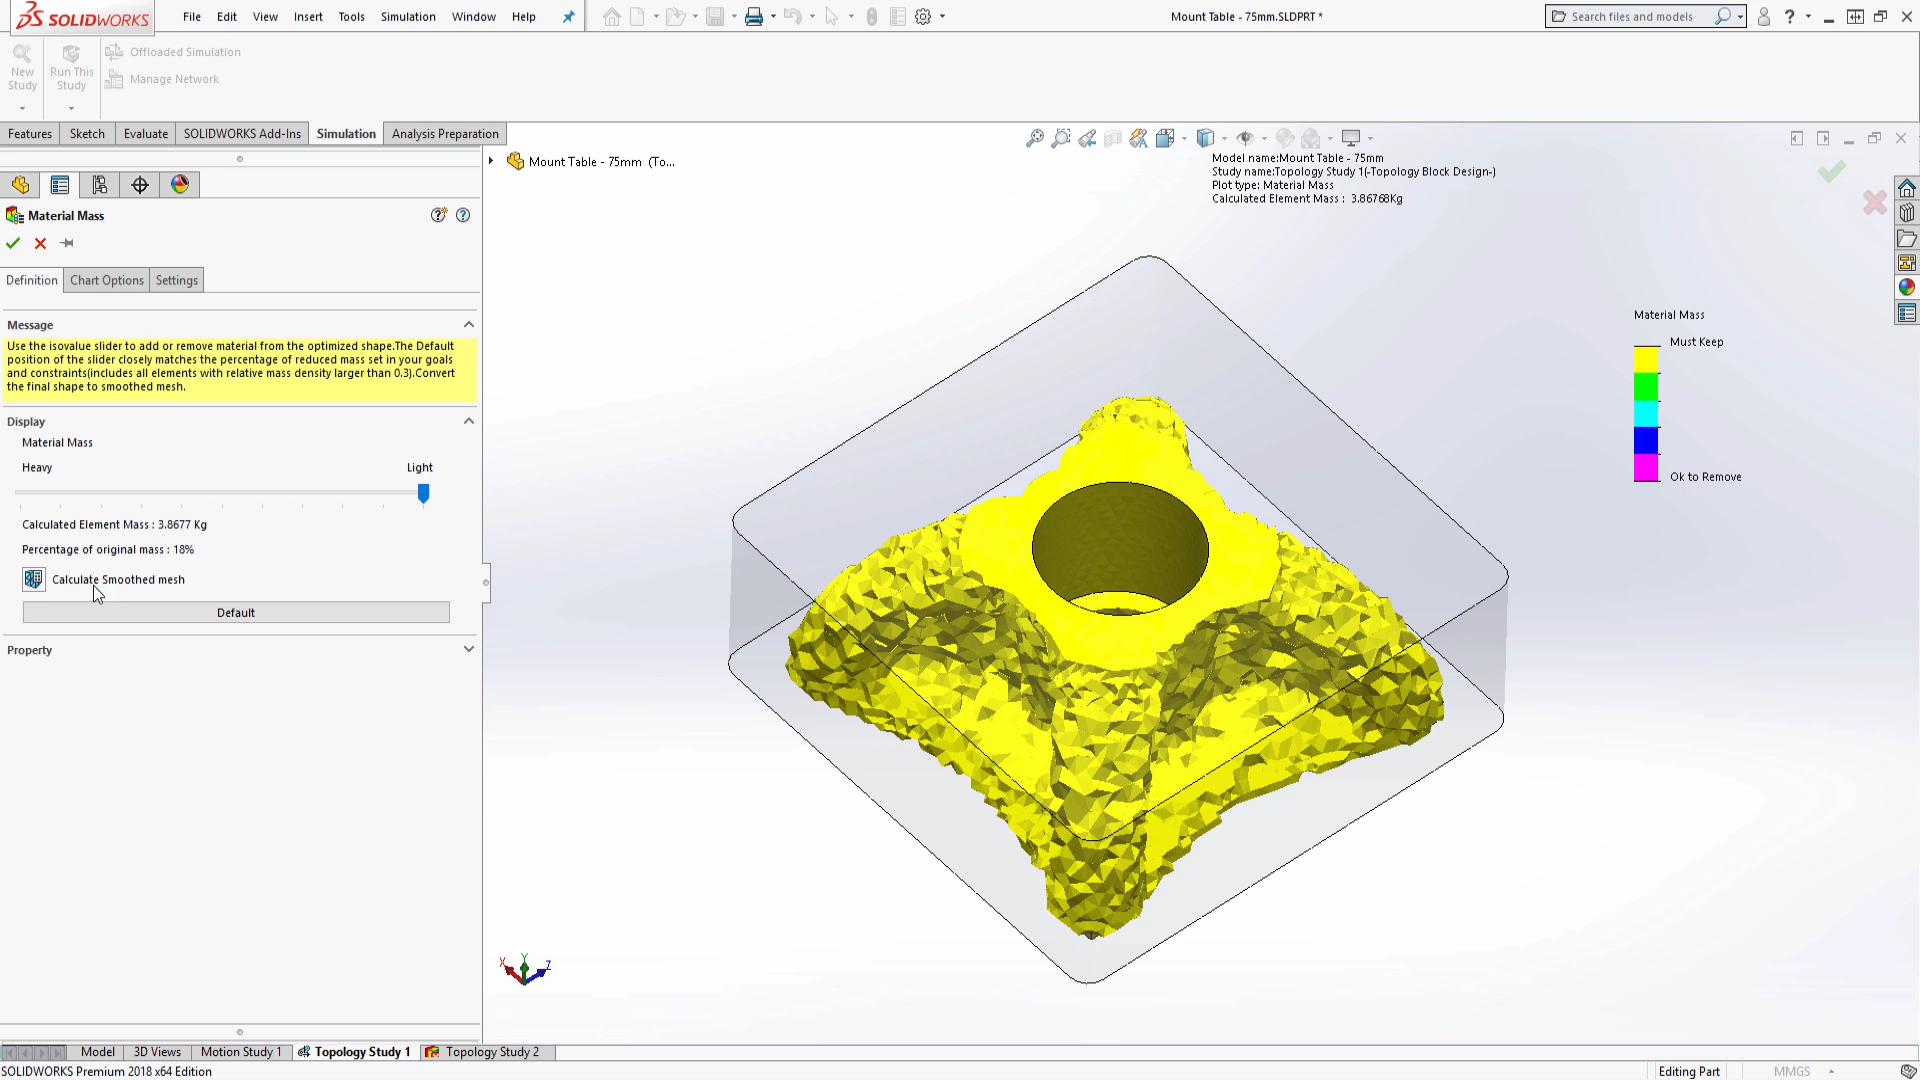 SOLIDWORKS
File Edit View Insert Tools Simulation Window Help
Mount Table - 75mm.SLDPRT *
Search files and models
?
New Study
Run This Study
Offloaded Simulation
Manage Network
Features Sketch Evaluate SOLIDWORKS Add-Ins Simulation Analysis Preparation
Mount Table - 75mm (To...
Model name:Mount Table - 75mm
Study name:Topology Study 1(-Topology Block Design-)
Plot type: Material Mass
Calculated Element Mass : 3.86768Kg
Material Mass
? ?
Definition Chart Options Settings
Message
Use the isovalue slider to add or remove material from the optimized shape.The Default
position of the slider closely matches the percentage of reduced mass set in your goals
and constraints(includes all elements with relative mass density larger than 0.3).Convert
the final shape to smoothed mesh.
Display
Material Mass
Heavy Light
Calculated Element Mass : 3.8677 Kg
Percentage of original mass : 18%
Calculate Smoothed mesh
Default
Property
Material Mass
Must Keep
Ok to Remove
X Y Z
Model 3D Views Motion Study 1 Topology Study 1 Topology Study 2
SOLIDWORKS Premium 2018 x64 Edition
Editing Part MMGS